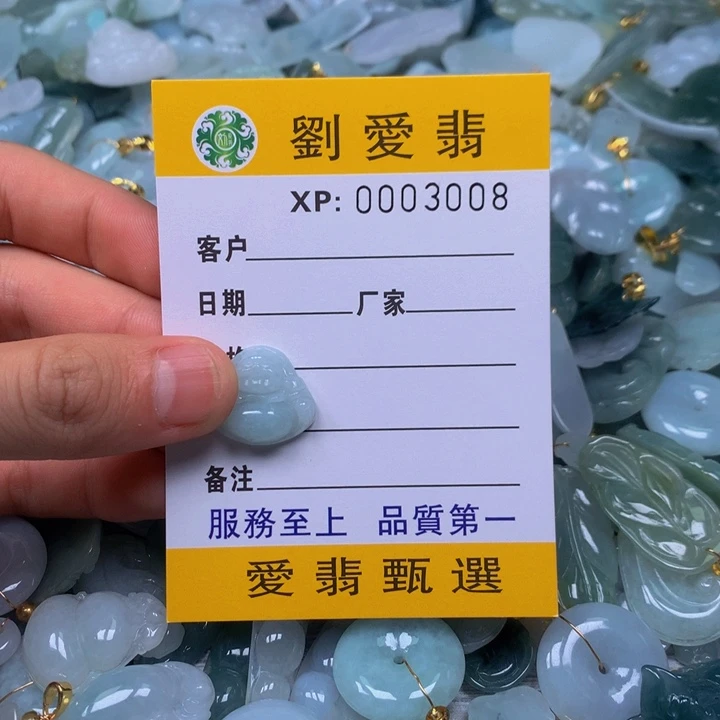 劉愛翡
XP: 0003008
客户
日期 厂家
备注
服務至上 品質第一
愛翡甄選